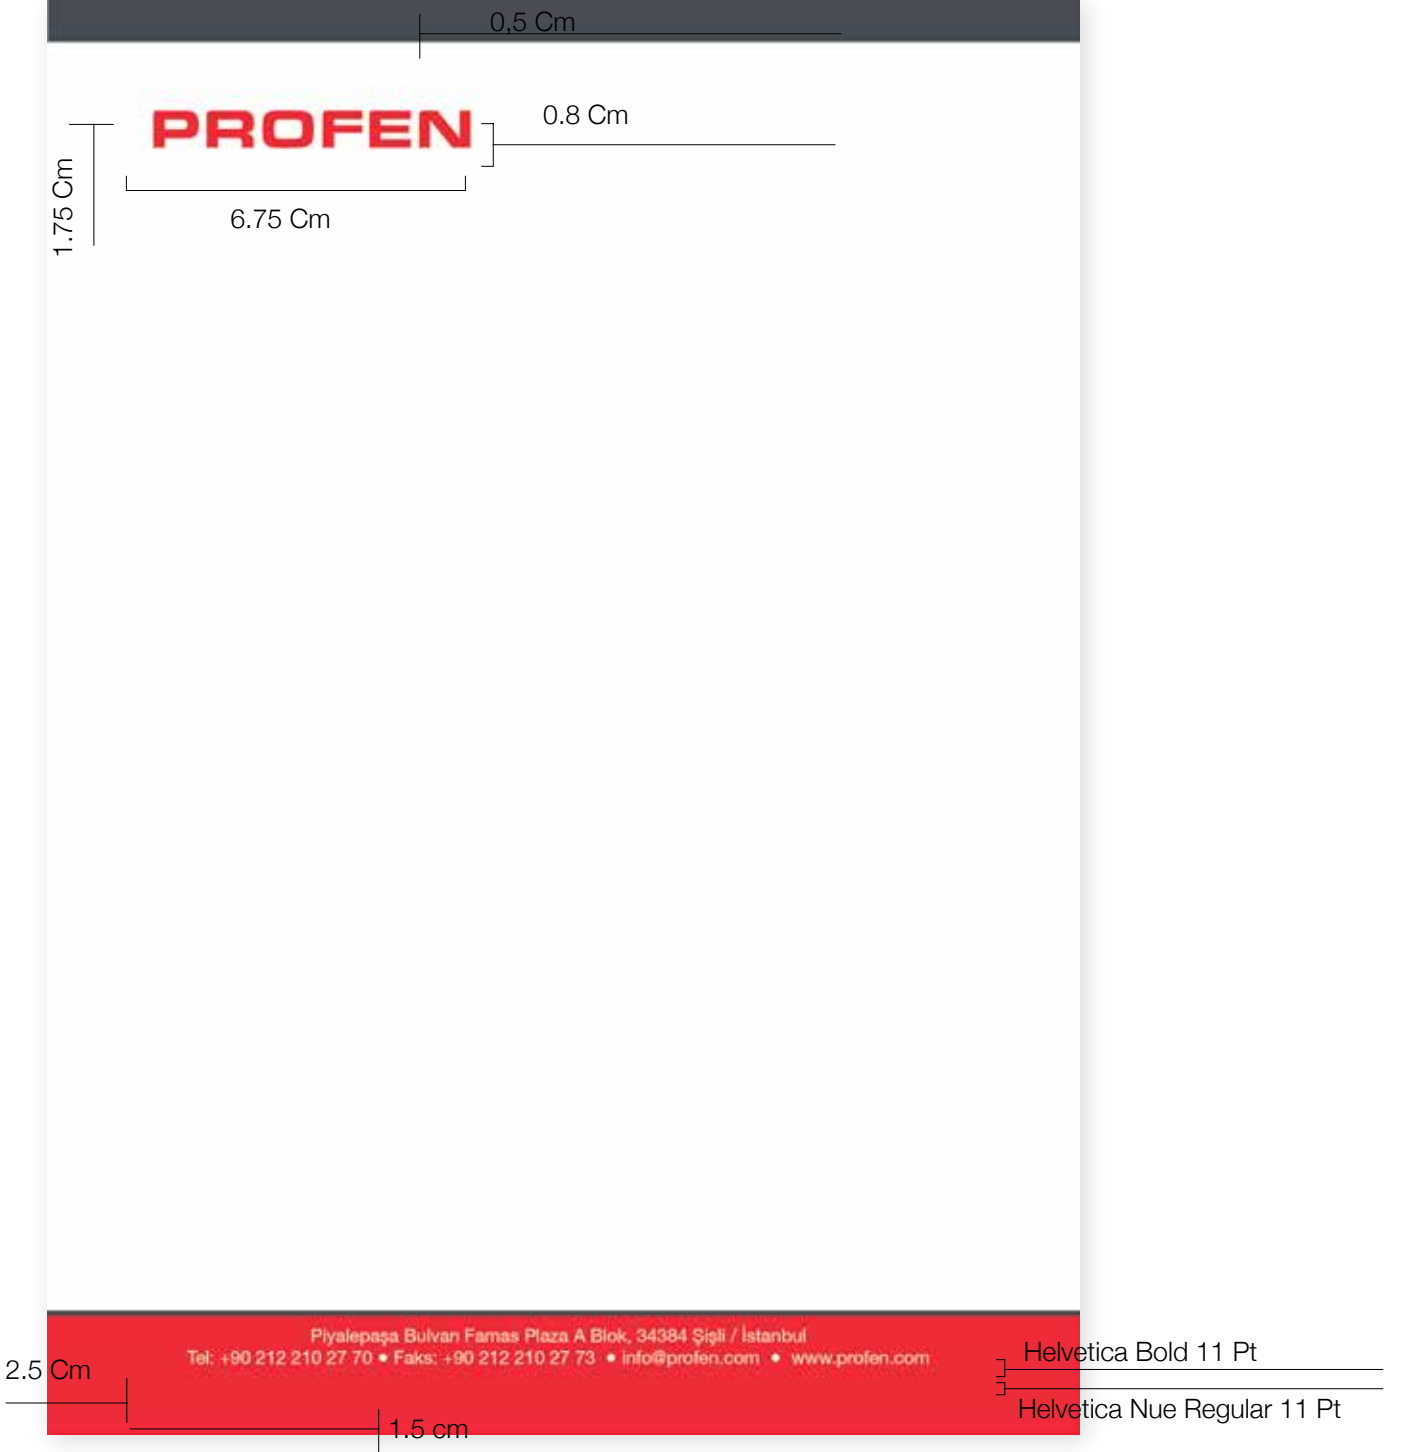 0,5 Cm
PROFEN
0.8 Cm
1.75 Cm
6.75 Cm
Piyalepaşa Bulvarı Famas Plaza A Blok, 34384 Şişli / İstanbul
Tel: +90 212 210 27 70 ● Faks: +90 212 210 27 73 ● info@profen.com ● www.profen.com
Helvetica Bold 11 Pt
2.5 Cm
Helvetica Nue Regular 11 Pt
1.5 cm